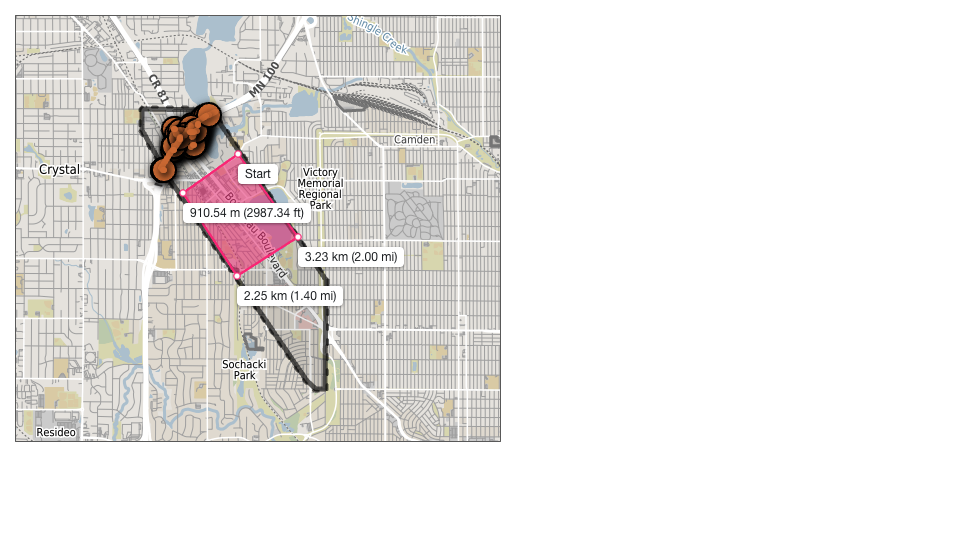 Shingle Creek
CR 81
MN 100
Camden
Crystal
Start
Victory
Memorial
Regional
Park
910.54 m (2987.34 ft)
3.23 km (2.00 mi)
2.25 km (1.40 mi)
Sochacki
Park
Resideo